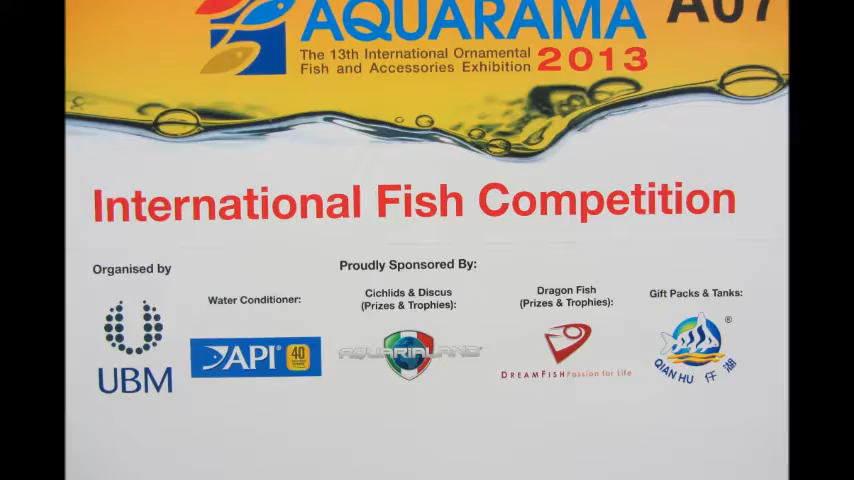 AQUARAMA
A07
The 13th International Ornamental
Fish and Accessories Exhibition
2013
International Fish Competition
Organised by
Proudly Sponsored By:
Water Conditioner:
Cichlids & Discus
(Prizes & Trophies):
Dragon Fish
(Prizes & Trophies):
Gift Packs & Tanks:
UBM
API® 40
AQUARIALAND
DREAMFISH Passion for Life
®
QIAN HU 仟湖